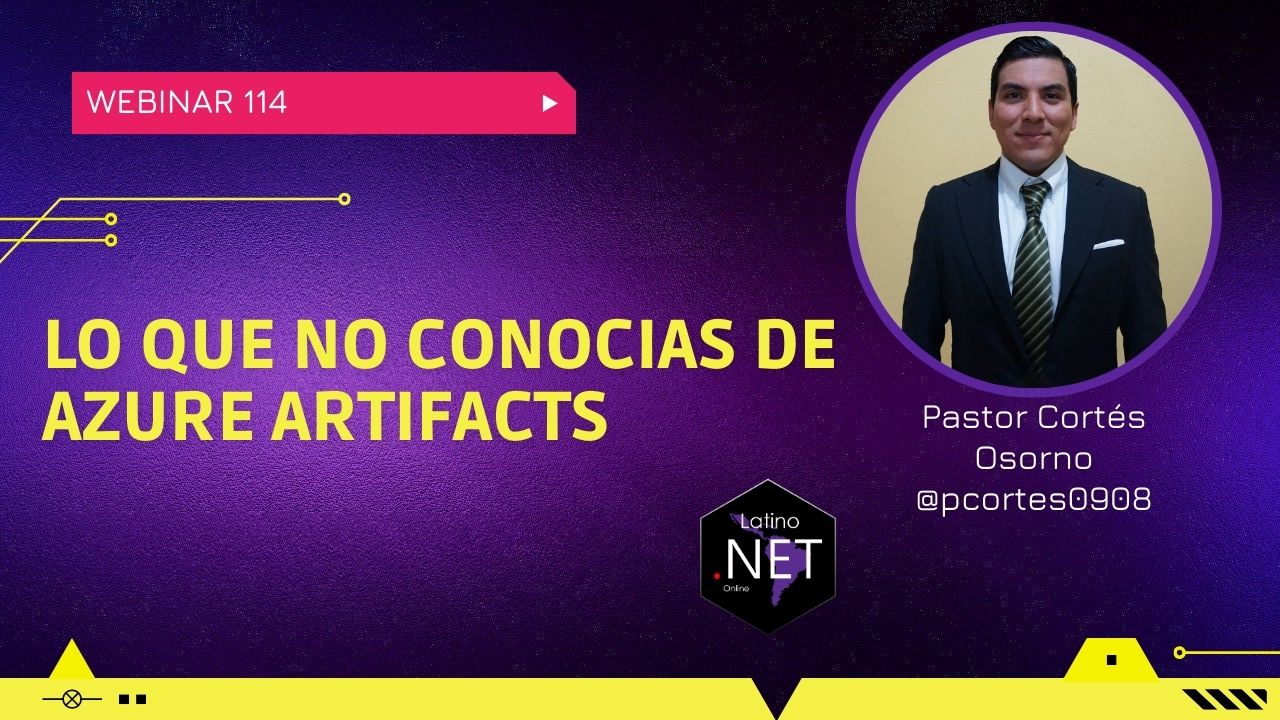 WEBINAR 114
LO QUE NO CONOCIAS DE
AZURE ARTIFACTS
Pastor Cortés
Osorno
@pcortes0908
Latino
.NET
Online